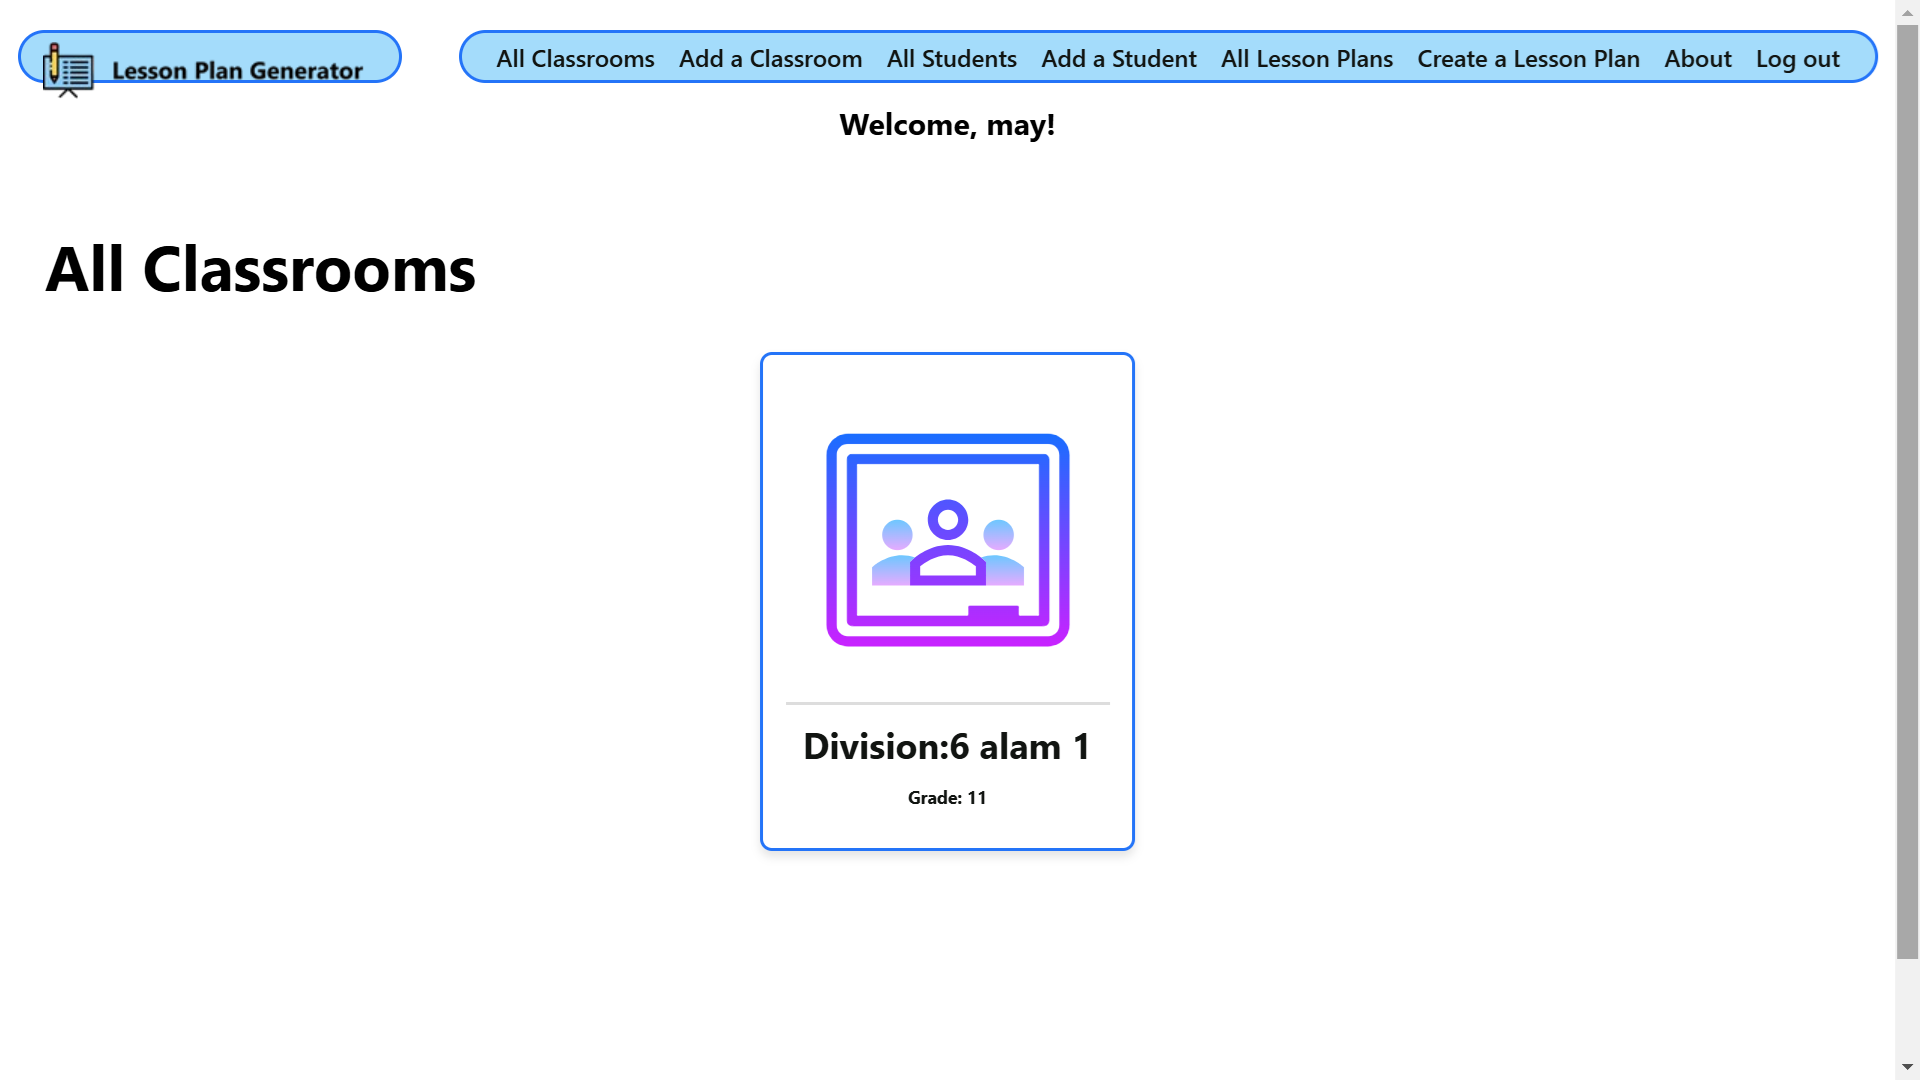 Lesson Plan Generator
All Classrooms Add a Classroom All Students Add a Student All Lesson Plans Create a Lesson Plan About Log out
Welcome, may!
All Classrooms
Division:6 alam 1
Grade: 11